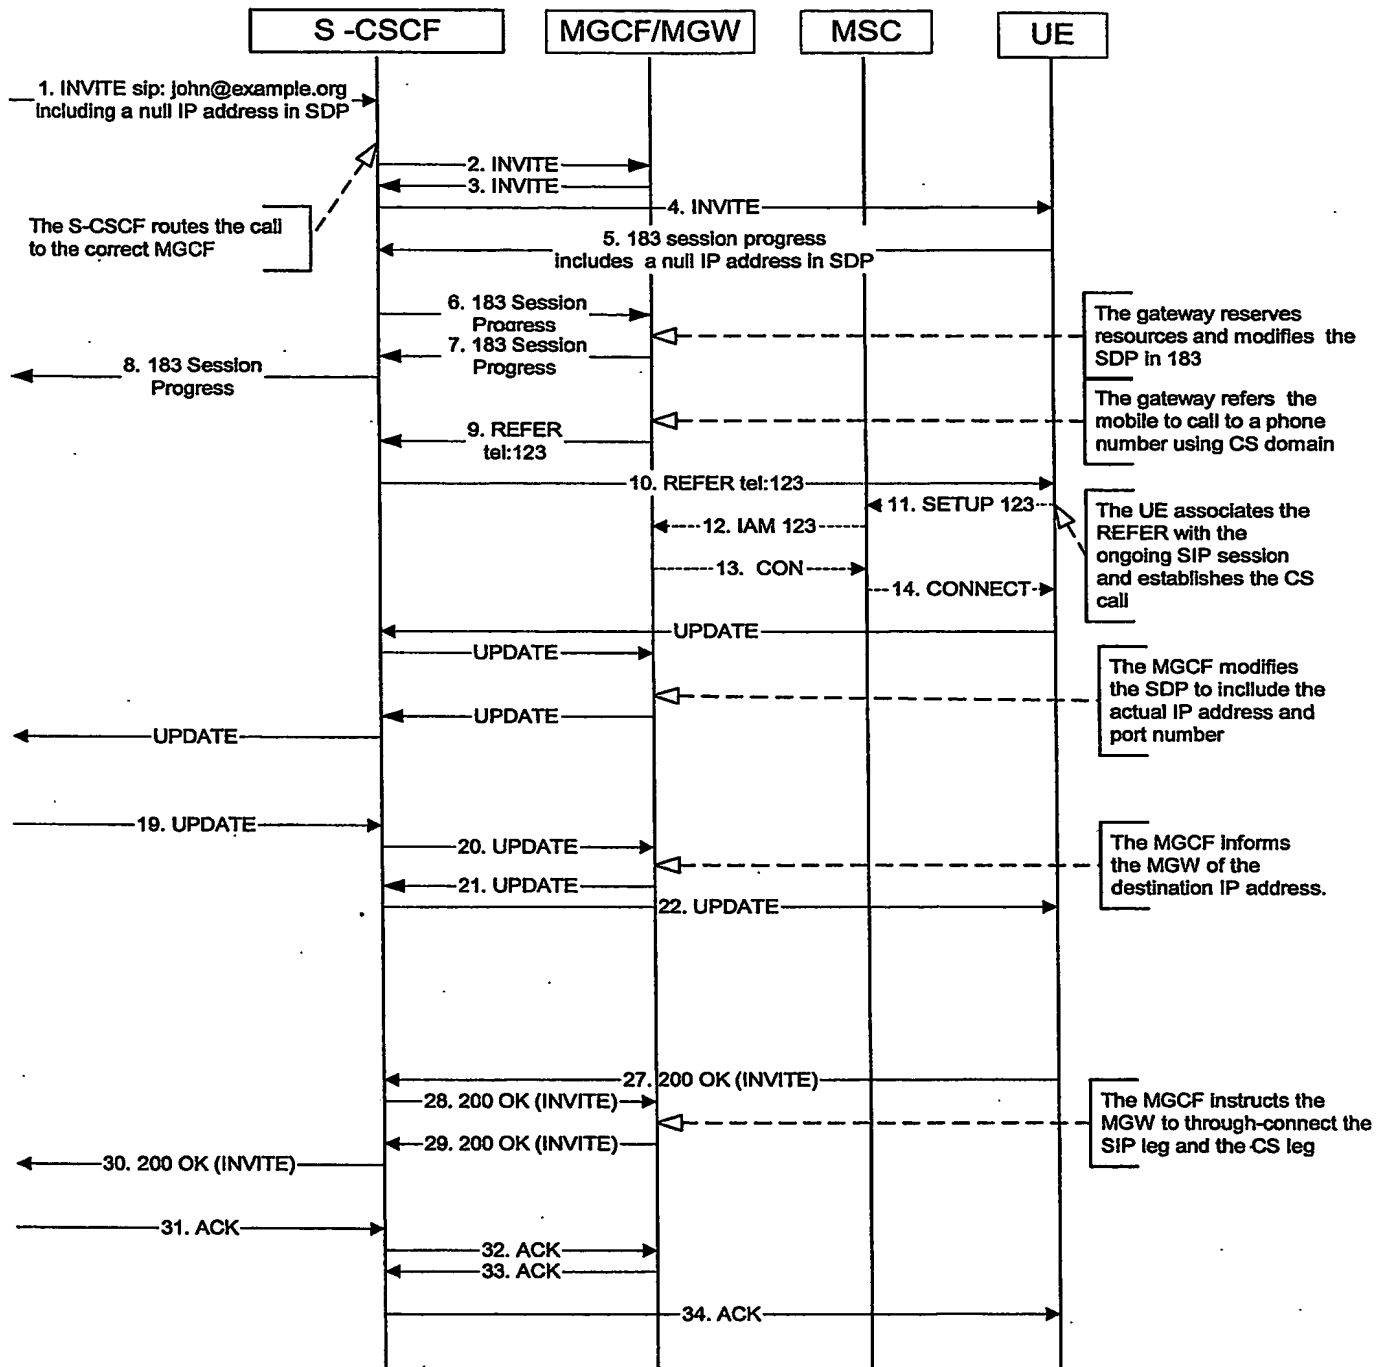 S -CSCF
MGCF/MGW
MSC
UE
1. INVITE sip: john@example.org
including a null IP address in SDP
2. INVITE
3. INVITE
4. INVITE
The S-CSCF routes the call
to the correct MGCF
5. 183 session progress
includes a null IP address in SDP
6. 183 Session
Progress
7. 183 Session
Progress
8. 183 Session
Progress
The gateway reserves
resources and modifies the
SDP in 183
The gateway refers the
mobile to call to a phone
number using CS domain
9. REFER
tel:123
10. REFER tel:123
11. SETUP 123
12. IAM 123
13. CON
14. CONNECT
The UE associates the
REFER with the
ongoing SIP session
and establishes the CS
call
UPDATE
UPDATE
UPDATE
UPDATE
The MGCF modifies
the SDP to include the
actual IP address and
port number
19. UPDATE
20. UPDATE
21. UPDATE
22. UPDATE
The MGCF informs
the MGW of the
destination IP address.
27. 200 OK (INVITE)
28. 200 OK (INVITE)
29. 200 OK (INVITE)
30. 200 OK (INVITE)
The MGCF instructs the
MGW to through-connect the
SIP leg and the CS leg
31. ACK
32. ACK
33. ACK
34. ACK